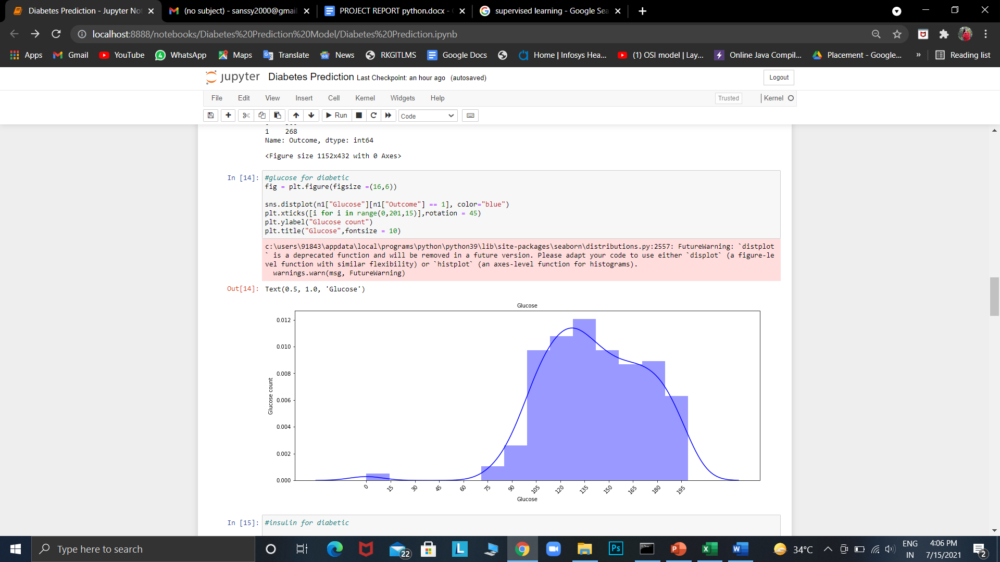 Diabetes Prediction - Jupyter No
(no subject) - sanssy2000@gmai
PROJECT REPORT python.docx -
supervised learning - Google Sea
localhost:8888/notebooks/Diabetes%20Prediction%20Model/Diabetes%20Prediction.ipynb
Apps Gmail YouTube WhatsApp Maps Translate News RKGITLMS Google Docs Home | Infosys Hea... (1) OSI model | Lay... Online Java Compil... Placement - Google... » Reading list
jupyter Diabetes Prediction Last Checkpoint: an hour ago (autosaved)
Logout
File Edit View Insert Cell Kernel Widgets Help
Trusted
Kernel
Run
Code
1 268
Name: Outcome, dtype: int64
<Figure size 1152x432 with 0 Axes>
In [14]:
#glucose for diabetic
fig = plt.figure(figsize =(16,6))
sns.distplot(n1["Glucose"][n1["Outcome"] == 1], color="blue")
plt.xticks([i for i in range(0,201,15)],rotation = 45)
plt.ylabel("Glucose count")
plt.title("Glucose",fontsize = 10)
c:\users\91843\appdata\local\programs\python\python39\lib\site-packages\seaborn\distributions.py:2557: FutureWarning: `distplot
` is a deprecated function and will be removed in a future version. Please adapt your code to use either `displot` (a figure-le
vel function with similar flexibility) or `histplot` (an axes-level function for histograms).
warnings.warn(msg, FutureWarning)
Out[14]: Text(0.5, 1.0, 'Glucose')
Glucose
0.012
0.010
0.008
0.006
0.004
0.002
0.000
Glucose count
0 15 30 45 60 75 90 105 120 135 150 165 180 195
Glucose
In [15]: #insulin for diabetic
Type here to search
22
L
Ps
P
X
W
34°C
ENG
IN
4:06 PM
7/15/2021
2